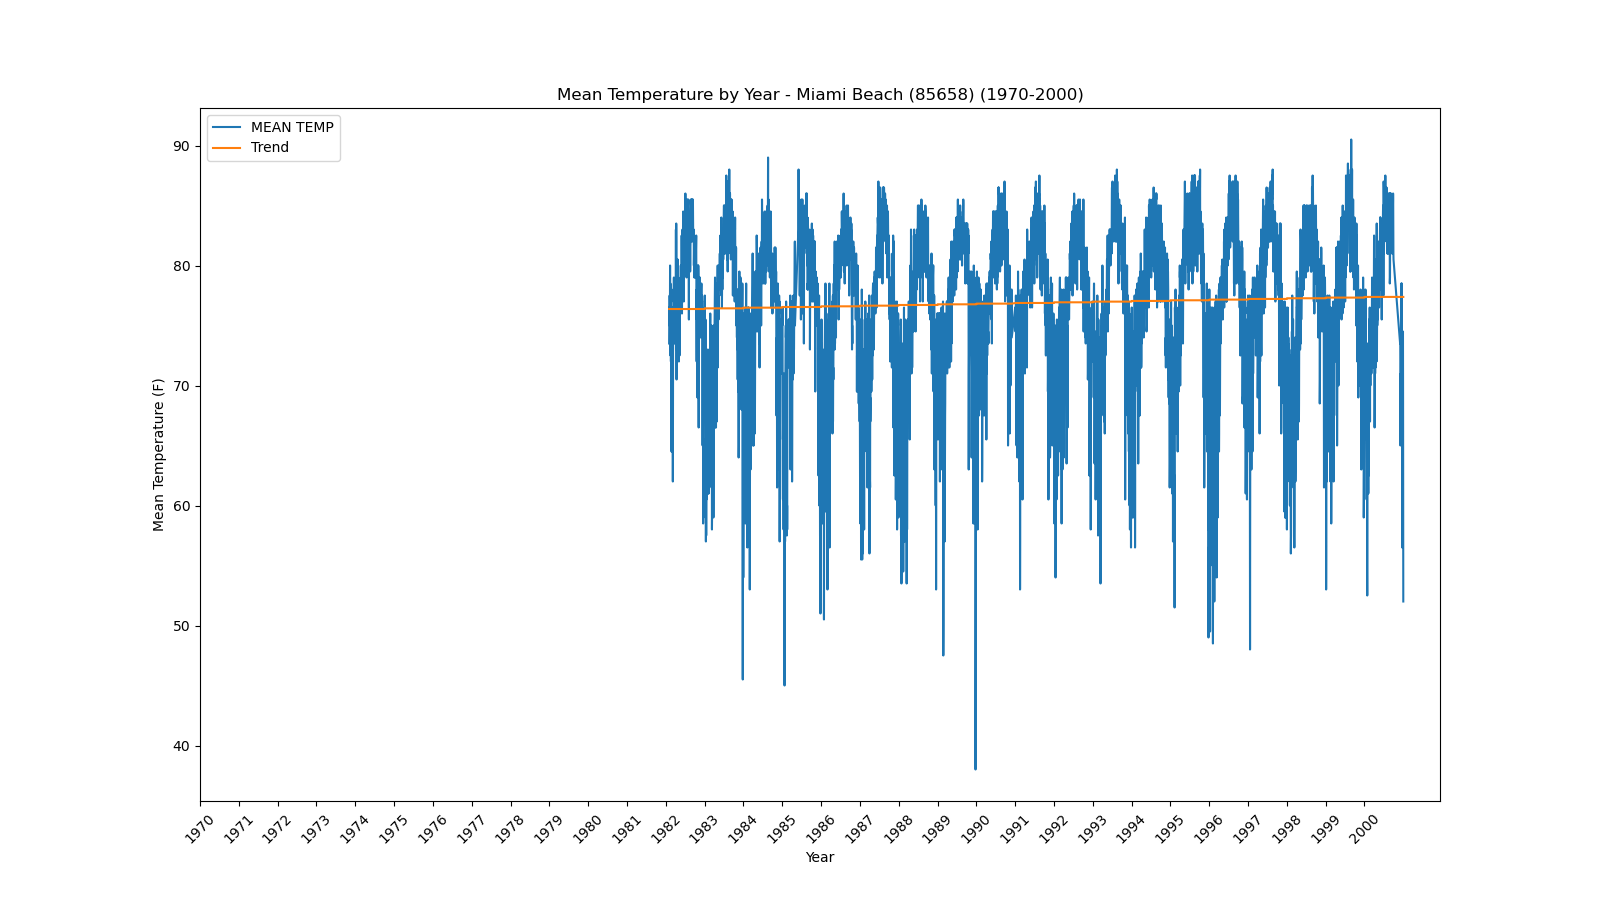 Mean Temperature by Year - Miami Beach (85658) (1970-2000)
MEAN TEMP
Trend
90
80
70
60
50
40
Mean Temperature (F)
1970 1971 1972 1973 1974 1975 1976 1977 1978 1979 1980 1981 1982 1983 1984 1985 1986 1987 1988 1989 1990 1991 1992 1993 1994 1995 1996 1997 1998 1999 2000
Year